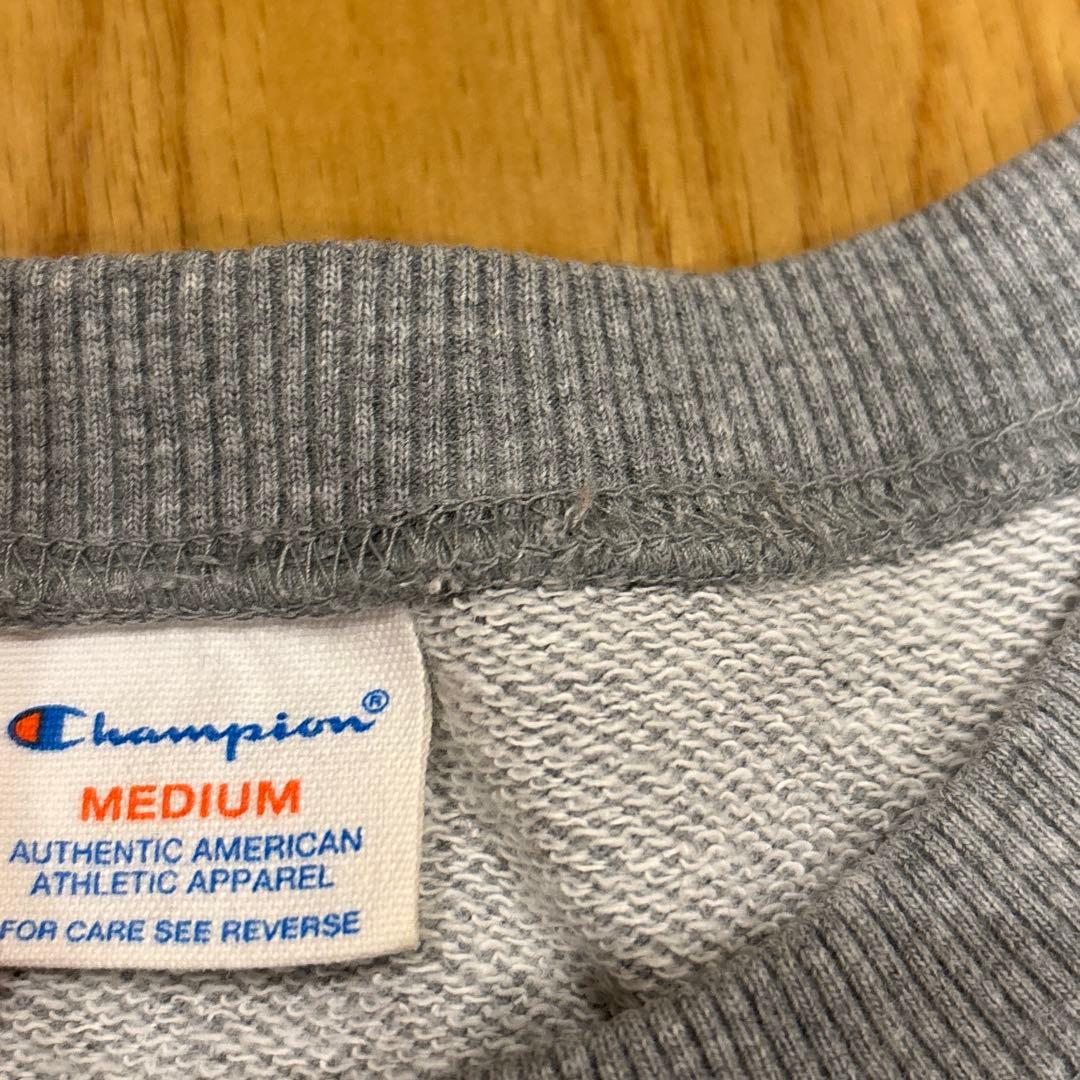 Champion®
MEDIUM
AUTHENTIC AMERICAN
ATHLETIC APPAREL
FOR CARE SEE REVERSE